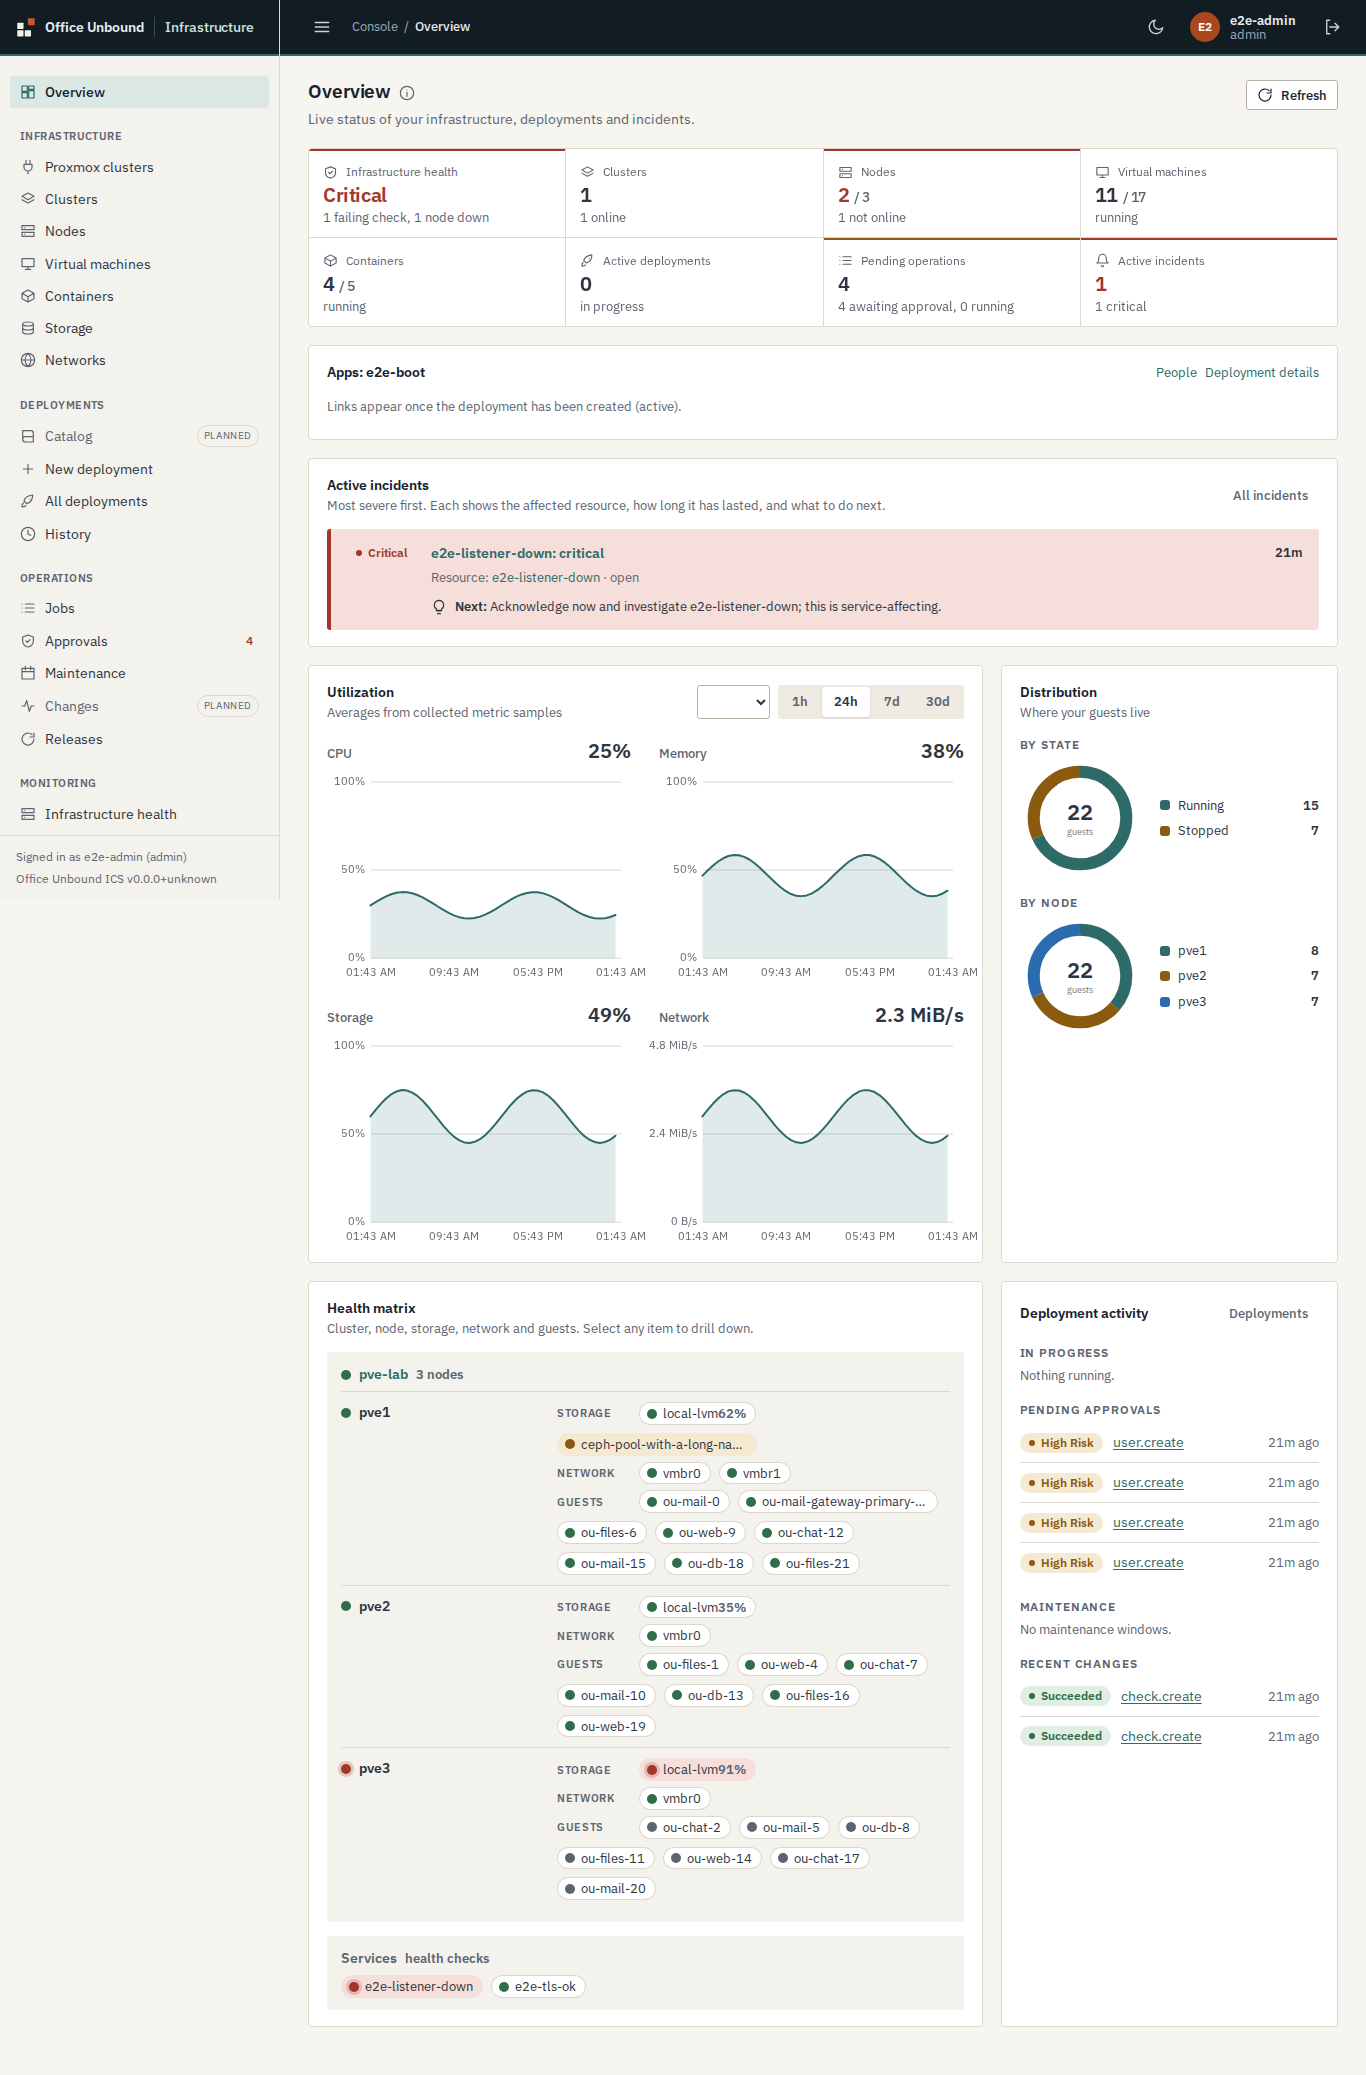 Office Unbound Infrastructure
Console / Overview
E2 e2e-admin
admin
Overview
INFRASTRUCTURE
Proxmox clusters
Clusters
Nodes
Virtual machines
Containers
Storage
Networks
DEPLOYMENTS
Catalog PLANNED
New deployment
All deployments
History
OPERATIONS
Jobs
Approvals 4
Maintenance
Changes PLANNED
Releases
MONITORING
Infrastructure health
Signed in as e2e-admin (admin)
Office Unbound ICS v0.0.0+unknown
Overview
Refresh
Live status of your infrastructure, deployments and incidents.
Infrastructure health
Critical
1 failing check, 1 node down
Clusters
1
1 online
Nodes
2 / 3
1 not online
Virtual machines
11 / 17
running
Containers
4 / 5
running
Active deployments
0
in progress
Pending operations
4
4 awaiting approval, 0 running
Active incidents
1
1 critical
Apps: e2e-boot
People Deployment details
Links appear once the deployment has been created (active).
Active incidents
Most severe first. Each shows the affected resource, how long it has lasted, and what to do next.
All incidents
Critical e2e-listener-down: critical 21m
Resource: e2e-listener-down · open
Next: Acknowledge now and investigate e2e-listener-down; this is service-affecting.
Utilization
Averages from collected metric samples
1h 24h 7d 30d
CPU 25%
100%
50%
0%
01:43 AM 09:43 AM 05:43 PM 01:43 AM
Memory 38%
100%
50%
0%
01:43 AM 09:43 AM 05:43 PM 01:43 AM
Storage 49%
100%
50%
0%
01:43 AM 09:43 AM 05:43 PM 01:43 AM
Network 2.3 MiB/s
4.8 MiB/s
2.4 MiB/s
0 B/s
01:43 AM 09:43 AM 05:43 PM 01:43 AM
Distribution
Where your guests live
BY STATE
22
guests
Running 15
Stopped 7
BY NODE
22
guests
pve1 8
pve2 7
pve3 7
Health matrix
Cluster, node, storage, network and guests. Select any item to drill down.
pve-lab 3 nodes
pve1
STORAGE local-lvm62%
ceph-pool-with-a-long-na...
NETWORK vmbr0 vmbr1
GUESTS ou-mail-0 ou-mail-gateway-primary-...
ou-files-6 ou-web-9 ou-chat-12
ou-mail-15 ou-db-18 ou-files-21
pve2
STORAGE local-lvm35%
NETWORK vmbr0
GUESTS ou-files-1 ou-web-4 ou-chat-7
ou-mail-10 ou-db-13 ou-files-16
ou-web-19
pve3
STORAGE local-lvm91%
NETWORK vmbr0
GUESTS ou-chat-2 ou-mail-5 ou-db-8
ou-files-11 ou-web-14 ou-chat-17
ou-mail-20
Services health checks
e2e-listener-down e2e-tls-ok
Deployment activity Deployments
IN PROGRESS
Nothing running.
PENDING APPROVALS
High Risk user.create 21m ago
High Risk user.create 21m ago
High Risk user.create 21m ago
High Risk user.create 21m ago
MAINTENANCE
No maintenance windows.
RECENT CHANGES
Succeeded check.create 21m ago
Succeeded check.create 21m ago